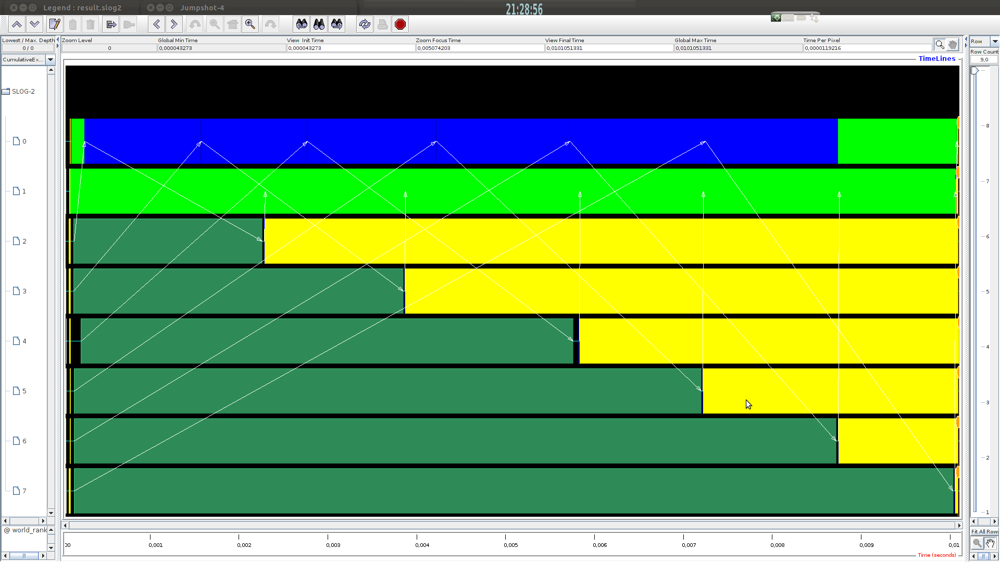 Legend : result.slog2
Jumpshot-4
21:28:56
Lowest / Max. Depth
Zoom Level
Global Min Time
View Init Time
Zoom Focus Time
View Final Time
Global Max Time
Time Per Pixel
Row
0 / 0
0
0,000043273
0,000043273
0,005074203
0,0101051331
0,0101051331
0,0000119216
Row Count
9,0
CumulativeEx...
TimeLines
SLOG-2
0
1
2
3
4
5
6
7
8
7
6
5
4
3
2
1
@ world_rank
Fit All Rows
00
0,001
0,002
0,003
0,004
0,005
0,006
0,007
0,008
0,009
0,01
Time (seconds)